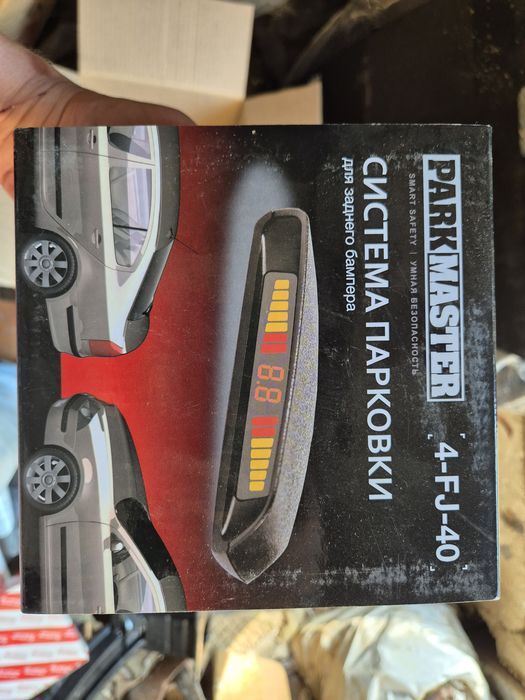 PARKMASTER
SMART SAFETY | УМНАЯ БЕЗОПАСНОСТЬ
4-FJ-40
СИСТЕМА ПАРКОВКИ
для заднего бампера
8.8